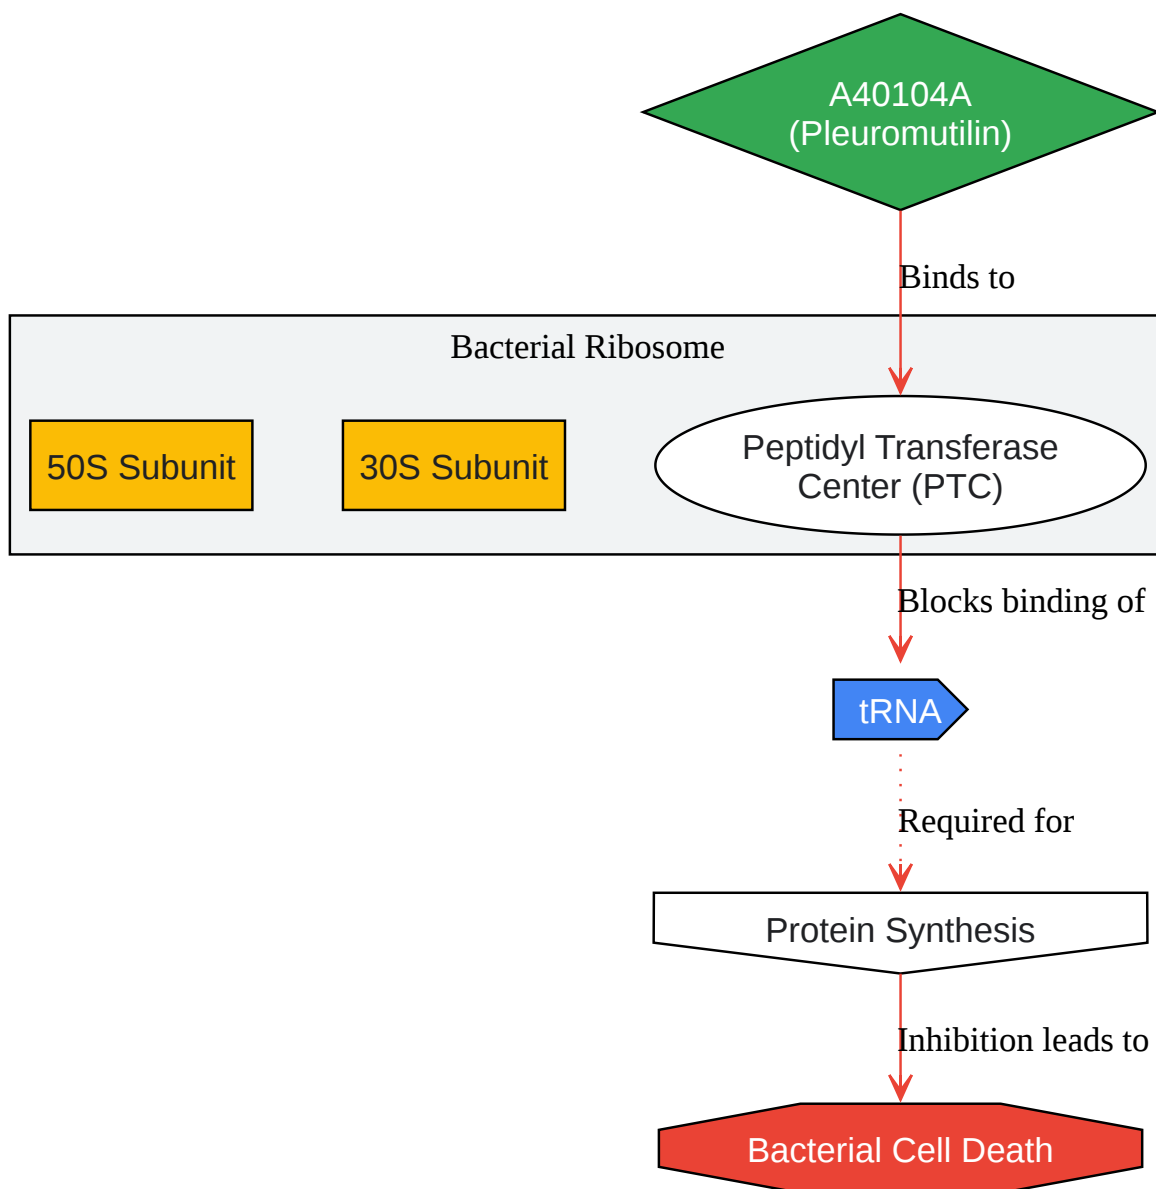 A40104A
(Pleuromutilin)
Binds to
Bacterial Ribosome
50S Subunit
30S Subunit
Peptidyl Transferase
Center (PTC)
Blocks binding of
tRNA
Required for
Protein Synthesis
Inhibition leads to
Bacterial Cell Death